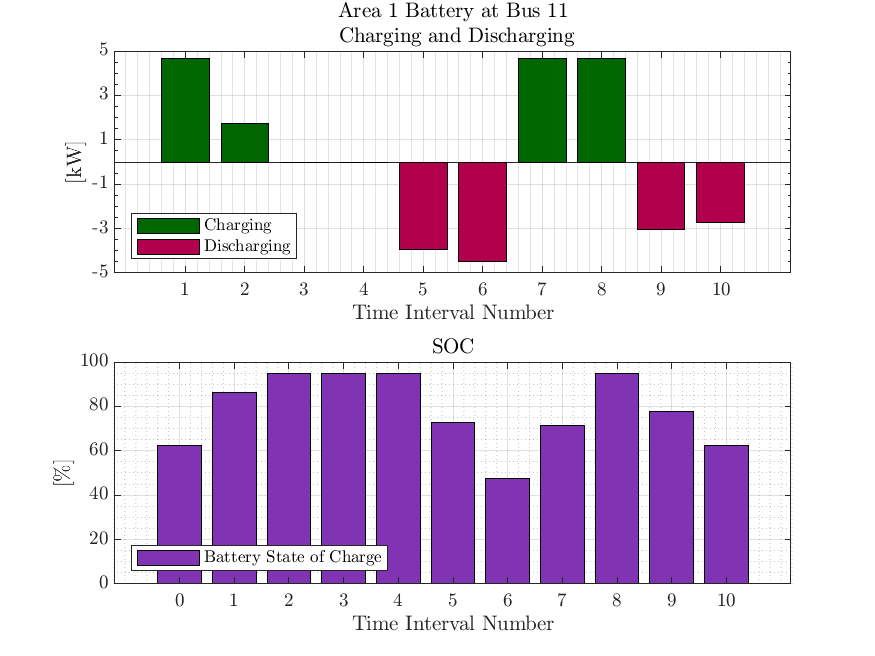 Area 1 Battery at Bus 11
Charging and Discharging
5
3
1
-1
-3
-5
[kW]
Charging
Discharging
1 2 3 4 5 6 7 8 9 10
Time Interval Number
SOC
100
80
60
40
20
0
[%]
Battery State of Charge
0 1 2 3 4 5 6 7 8 9 10
Time Interval Number